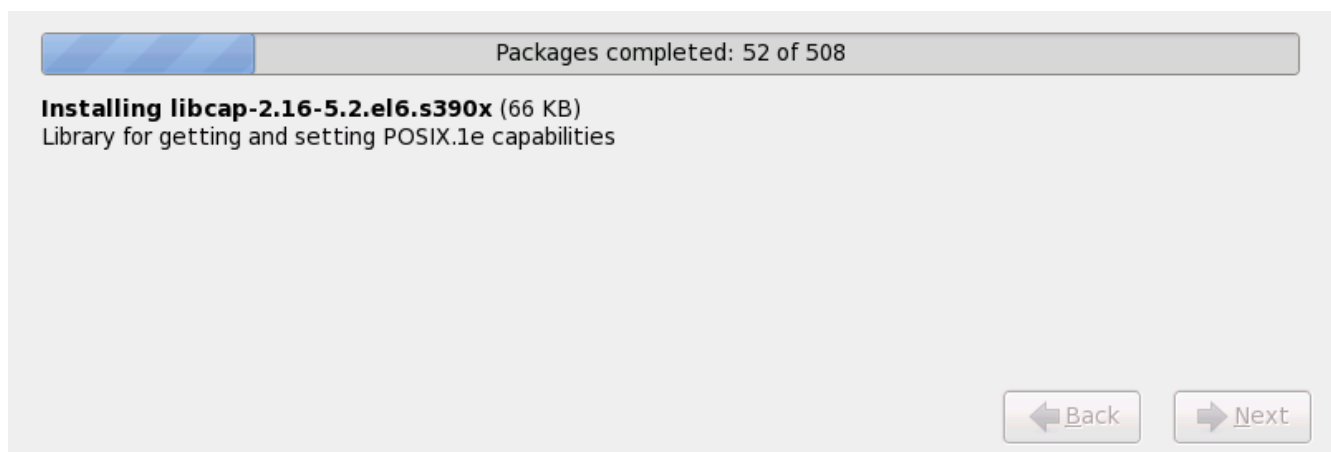 Packages completed: 52 of 508
Installing libcap-2.16-5.2.el6.s390x (66 KB)
Library for getting and setting POSIX.1e capabilities
Back Next